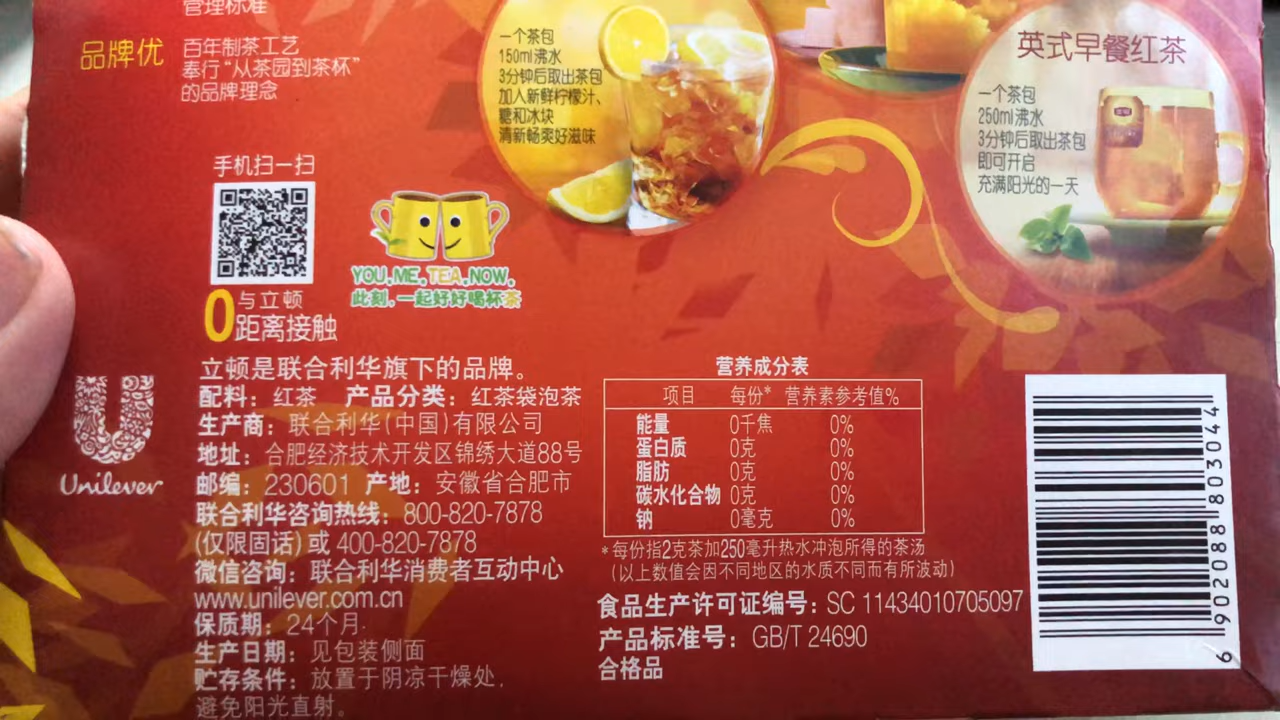 管理标准
品牌优
百年制茶工艺
奉行“从茶园到茶杯”
的品牌理念
一个茶包
150ml沸水
3分钟后取出茶包
加入新鲜柠檬汁、
糖和冰块
清新畅爽好滋味
英式早餐红茶
一个茶包
250ml沸水
3分钟后取出茶包
即可开启
充满阳光的一天
手机扫一扫
0与立顿
距离接触
YOU.ME.TEA.NOW.
此刻,一起好好喝杯茶
Unilever
立顿是联合利华旗下的品牌。
配料：红茶 产品分类：红茶袋泡茶
生产商：联合利华(中国)有限公司
地址：合肥经济技术开发区锦绣大道88号
邮编：230601 产地：安徽省合肥市
联合利华咨询热线：800-820-7878
(仅限固话) 或 400-820-7878
微信咨询：联合利华消费者互动中心
www.unilever.com.cn
保质期：24个月.
生产日期：见包装侧面
贮存条件：放置于阴凉干燥处,
避免阳光直射。
营养成分表
项目 每份* 营养素参考值%
能量 0千焦 0%
蛋白质 0克 0%
脂肪 0克 0%
碳水化合物 0克 0%
钠 0毫克 0%
*每份指2克茶加250毫升热水冲泡所得的茶汤
(以上数值会因不同地区的水质不同而有所波动)
食品生产许可证编号：SC 11434010705097
产品标准号：GB/T 24690
合格品
6 902088 803044